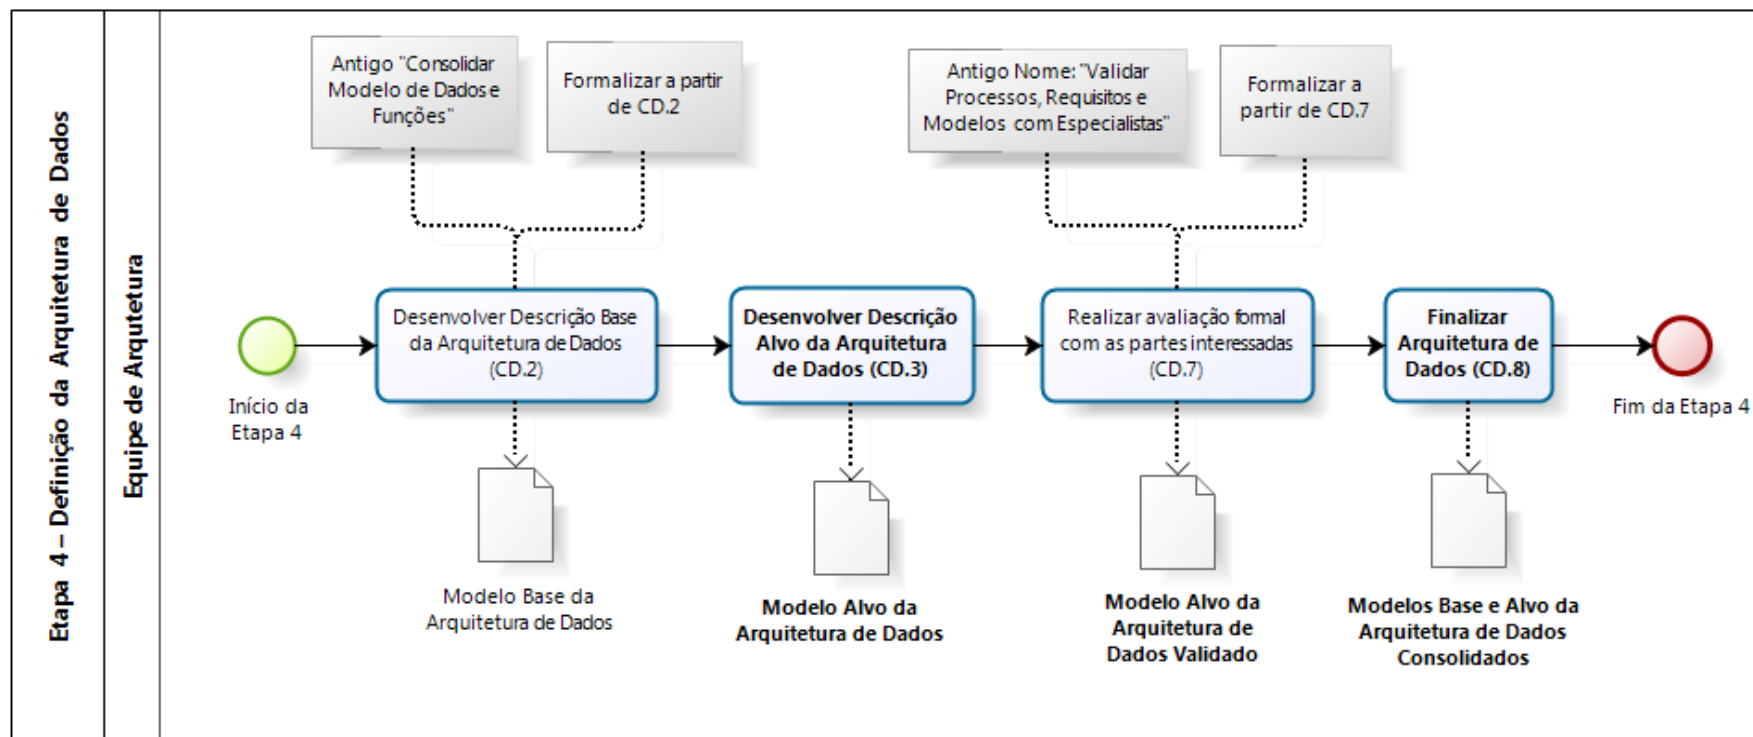 Etapa 4 – Definição da Arquitetura de Dados
Equipe de Arqutetura
Antigo "Consolidar
Modelo de Dados e
Funções"
Formalizar a partir
de CD.2
Antigo Nome: "Validar
Processos, Requisitos e
Modelos com Especialistas"
Formalizar a
partir de CD.7
Início da
Etapa 4
Desenvolver Descrição Base
da Arquitetura de Dados
(CD.2)
Desenvolver Descrição
Alvo da Arquitetura
de Dados (CD.3)
Realizar avaliação formal
com as partes interessadas
(CD.7)
Finalizar
Arquitetura de
Dados (CD.8)
Fim da Etapa 4
Modelo Base da
Arquitetura de Dados
Modelo Alvo da
Arquitetura de Dados
Modelo Alvo da
Arquitetura de
Dados Validado
Modelos Base e Alvo da
Arquitetura de Dados
Consolidados